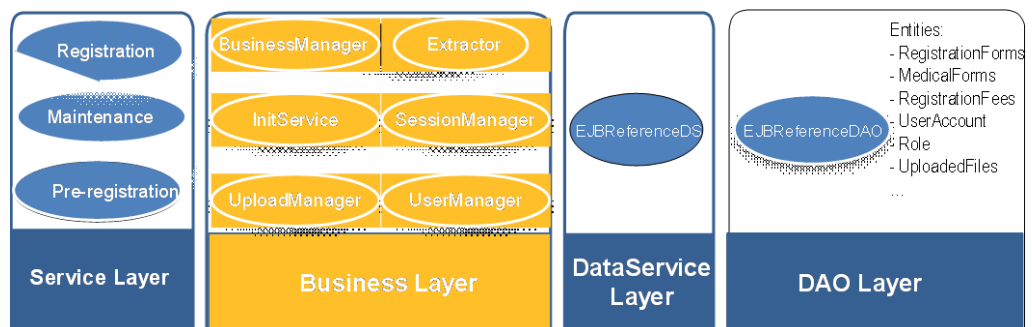 Registration
Maintenance
Pre-registration
Service Layer
BusinessManager
Extractor
InitService
SessionManager
UploadManager
UserManager
Business Layer
EJBReferenceDS
DataService
Layer
EJBReferenceDAO
Entities:
- RegistrationForms
- MedicalForms
- RegistrationFees
- UserAccount
- Role
- UploadedFiles
...
DAO Layer